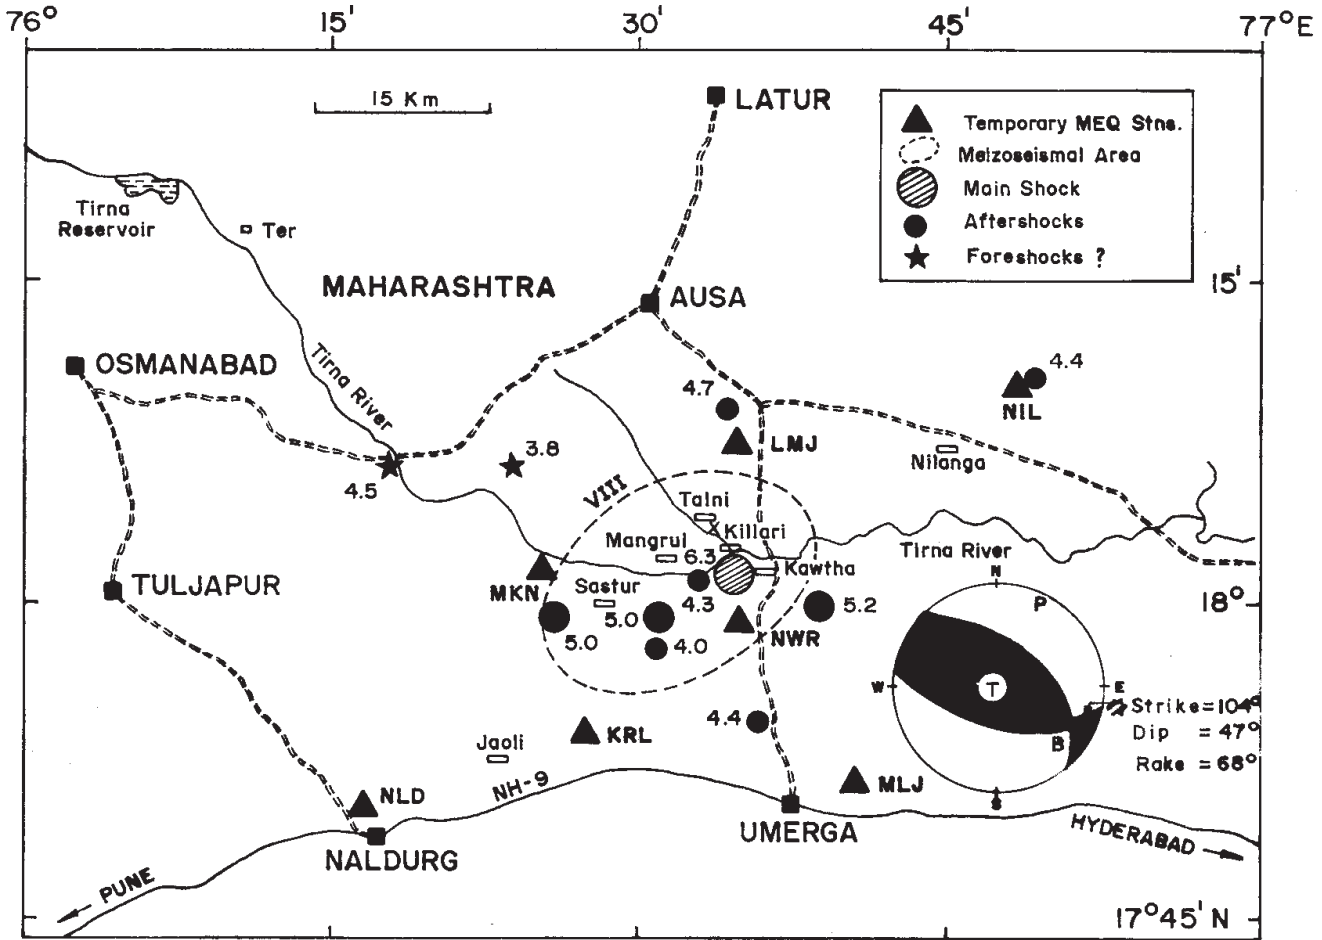 76°
15'
30'
45'
77°E
15 Km
LATUR
Temporary MEQ Stns.
Meizoseismal Area
Main Shock
Aftershocks
Foreshocks ?
Tirna
Reservoir
Ter
MAHARASHTRA
AUSA
15'
OSMANABAD
Tirna River
4.7
4.4
NIL
LMJ
3.8
4.5
Nilanga
VIII
Talni
Killari
Mangrul
6.3
Tirna River
Kawtha
MKN
Sastur
4.3
5.0
5.0
5.2
18°
TULJAPUR
NWR
4.0
N
P
W
T
E
Strike=104°
Dip =47°
Rake =68°
B
S
4.4
KRL
Jaoli
NH-9
MLJ
NLD
UMERGA
NALDURG
HYDERABAD
PUNE
17°45' N